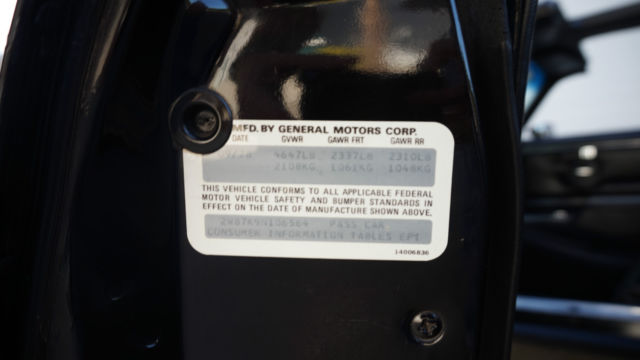 MFD. BY GENERAL MOTORS CORP.
DATE GVWR GAWR FRT GAWR RR
4647LB 2337LB 2310LB
2108KG 1061KG 1048KG
THIS VEHICLE CONFORMS TO ALL APPLICABLE FEDERAL
MOTOR VEHICLE SAFETY AND BUMPER STANDARDS IN
EFFECT ON THE DATE OF MANUFACTURE SHOWN ABOVE.
2W87K9N106564 PASS CAR
CONSUMER INFORMATION TABLES EP1
14006836